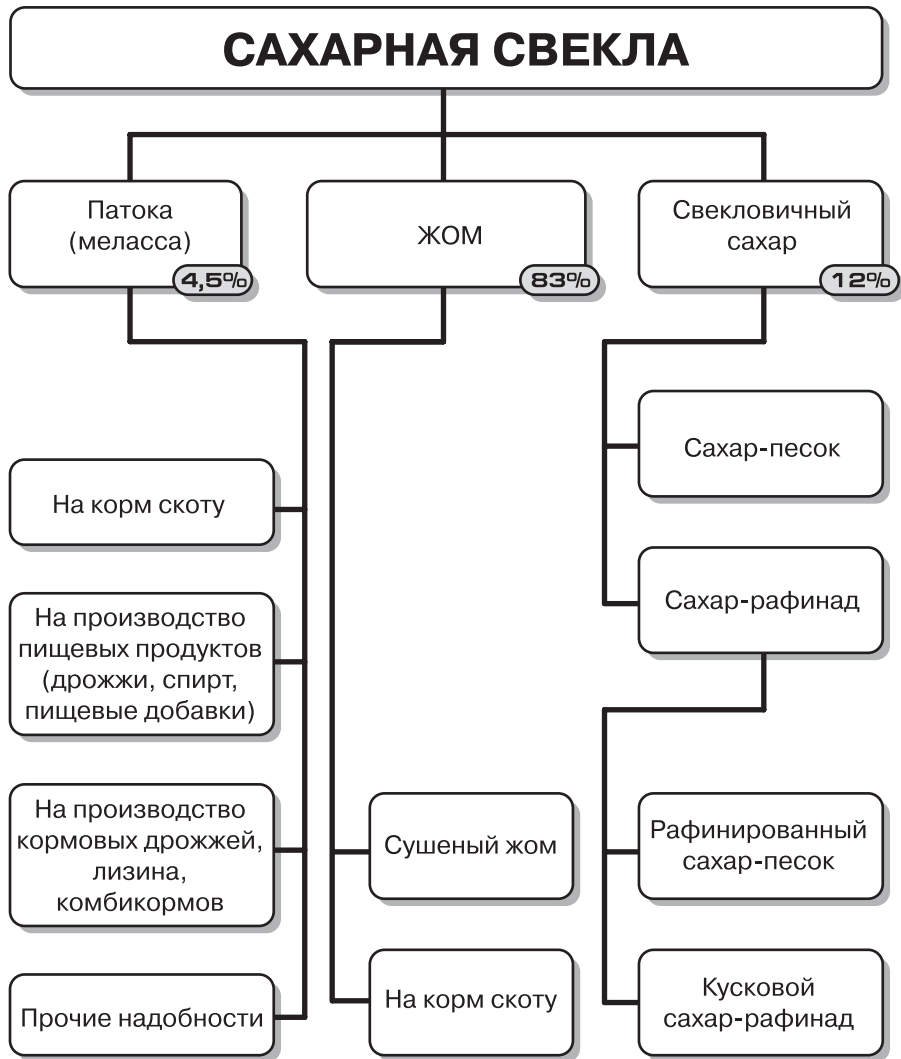 САХАРНАЯ СВЕКЛА
Патока
(меласса)
4,5%
ЖОМ
83%
Свекловичный
сахар
12%
На корм скоту
На производство
пищевых продуктов
(дрожжи, спирт,
пищевые добавки)
На производство
кормовых дрожжей,
лизина,
комбикормов
Прочие надобности
Сушеный жом
На корм скоту
Сахар-песок
Сахар-рафинад
Рафинированный
сахар-песок
Кусковой
сахар-рафинад